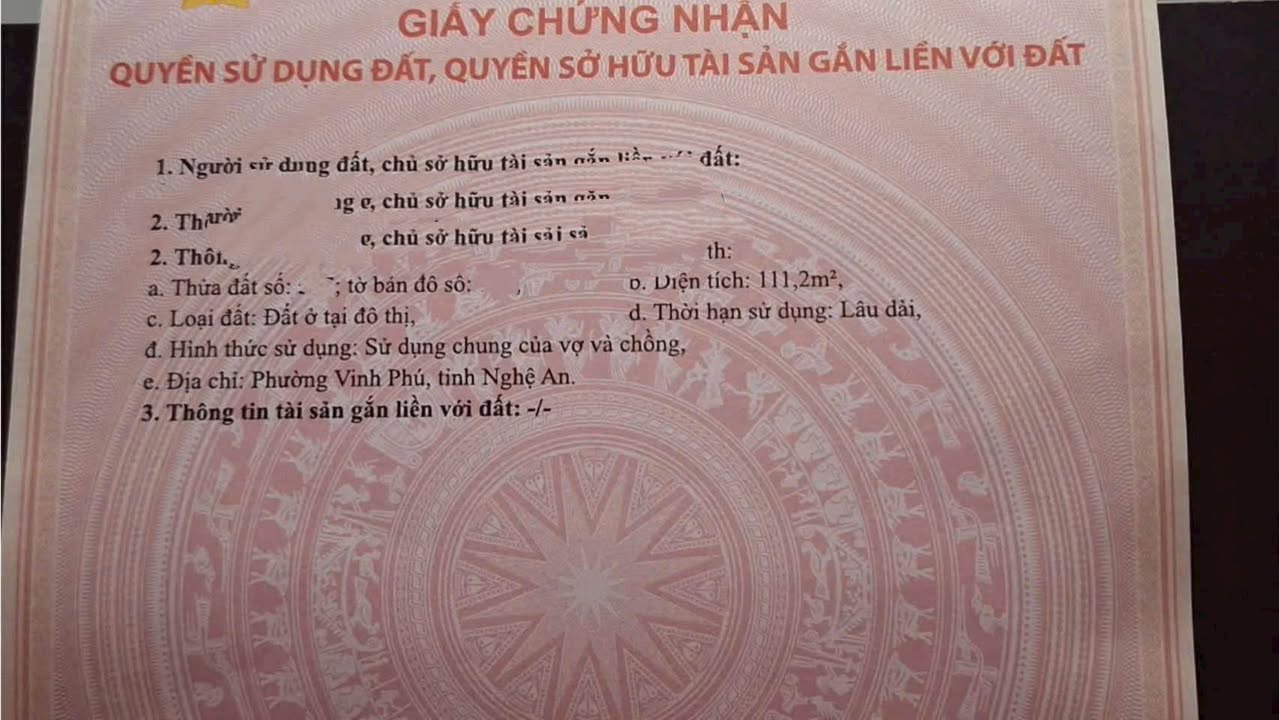 GIẤY CHỨNG NHẬN
QUYỀN SỬ DỤNG ĐẤT, QUYỀN SỞ HỮU TÀI SẢN GẮN LIỀN VỚI ĐẤT
1. Người sử dụng đất, chủ sở hữu tài sản gắn liền với đất:
chủ sở hữu tài sản gắn
2.
chủ sở hữu tài
2. Thôn
a. Thửa đất số: ; tờ bản đồ số: , b. Diện tích: 111,2m²,
c. Loại đất: Đất ở tại đô thị, d. Thời hạn sử dụng: Lâu dài,
đ. Hình thức sử dụng: Sử dụng chung của vợ và chồng,
e. Địa chỉ: Phường Vinh Phú, tỉnh Nghệ An.
3. Thông tin tài sản gắn liền với đất: -/-